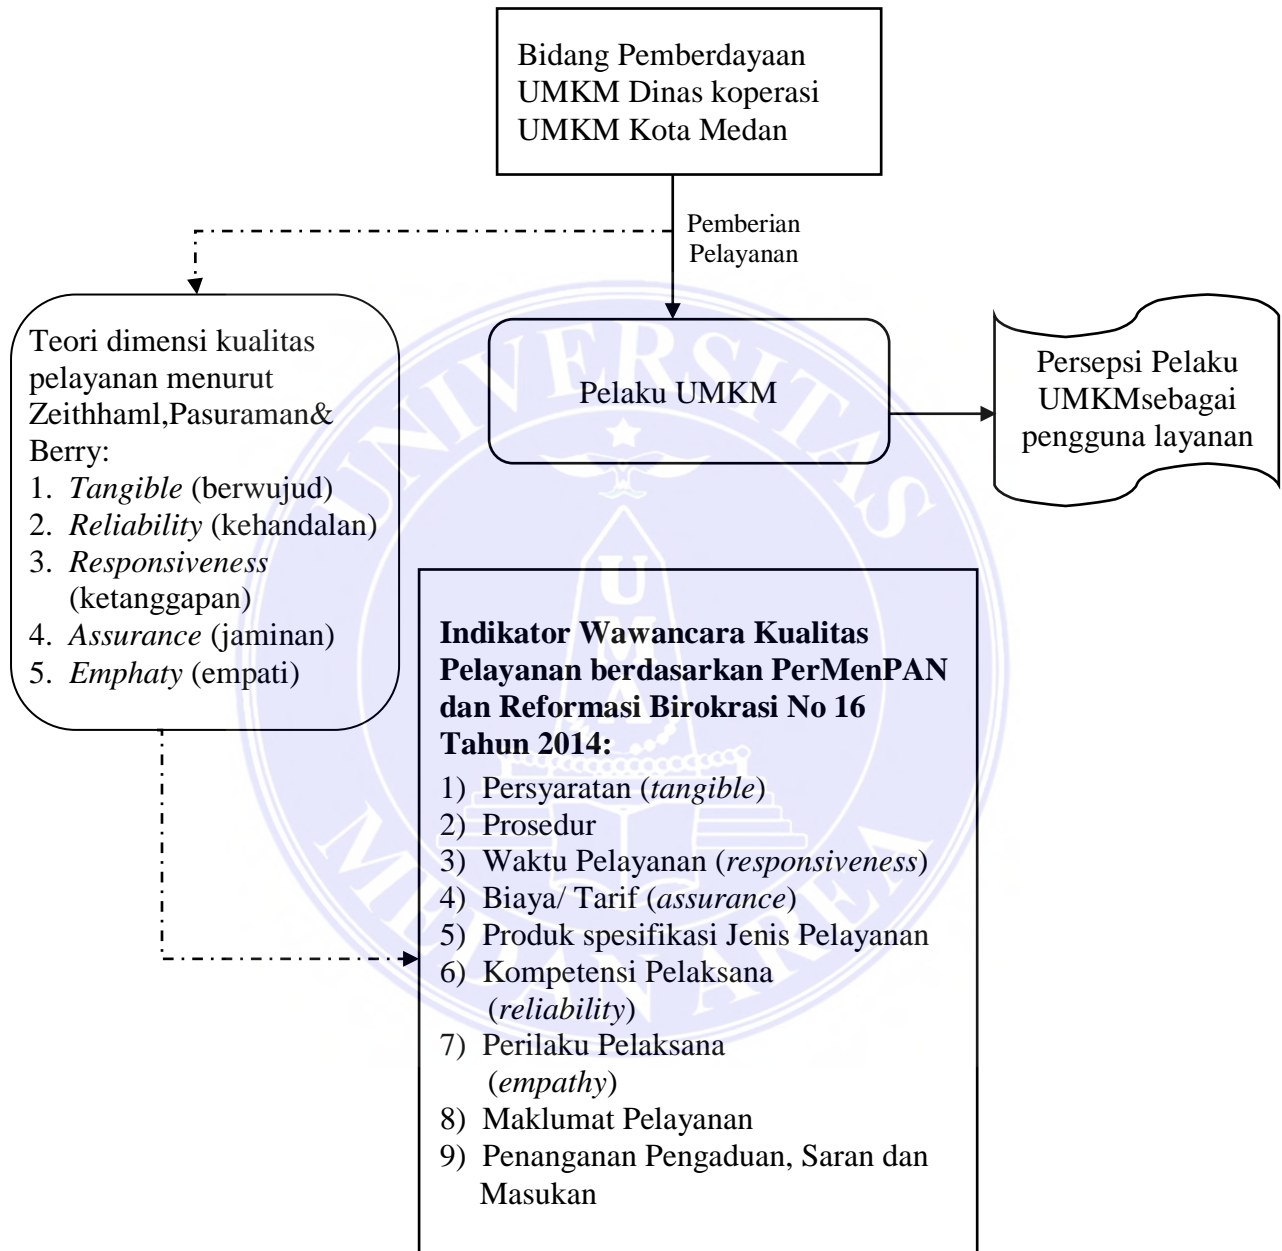 Bidang Pemberdayaan
UMKM Dinas koperasi
UMKM Kota Medan
Pemberian
Pelayanan
Teori dimensi kualitas
pelayanan menurut
Zeithhaml,Pasuraman&
Berry:
1. Tangible (berwujud)
2. Reliability (kehandalan)
3. Responsiveness
(ketanggapan)
4. Assurance (jaminan)
5. Emphaty (empati)
Pelaku UMKM
Persepsi Pelaku
UMKMsebagai
pengguna layanan
Indikator Wawancara Kualitas
Pelayanan berdasarkan PerMenPAN
dan Reformasi Birokrasi No 16
Tahun 2014:
1) Persyaratan (tangible)
2) Prosedur
3) Waktu Pelayanan (responsiveness)
4) Biaya/ Tarif (assurance)
5) Produk spesifikasi Jenis Pelayanan
6) Kompetensi Pelaksana
(reliability)
7) Perilaku Pelaksana
(empathy)
8) Maklumat Pelayanan
9) Penanganan Pengaduan, Saran dan
Masukan
UNIVERSITAS
MEDAN AREA
UMA